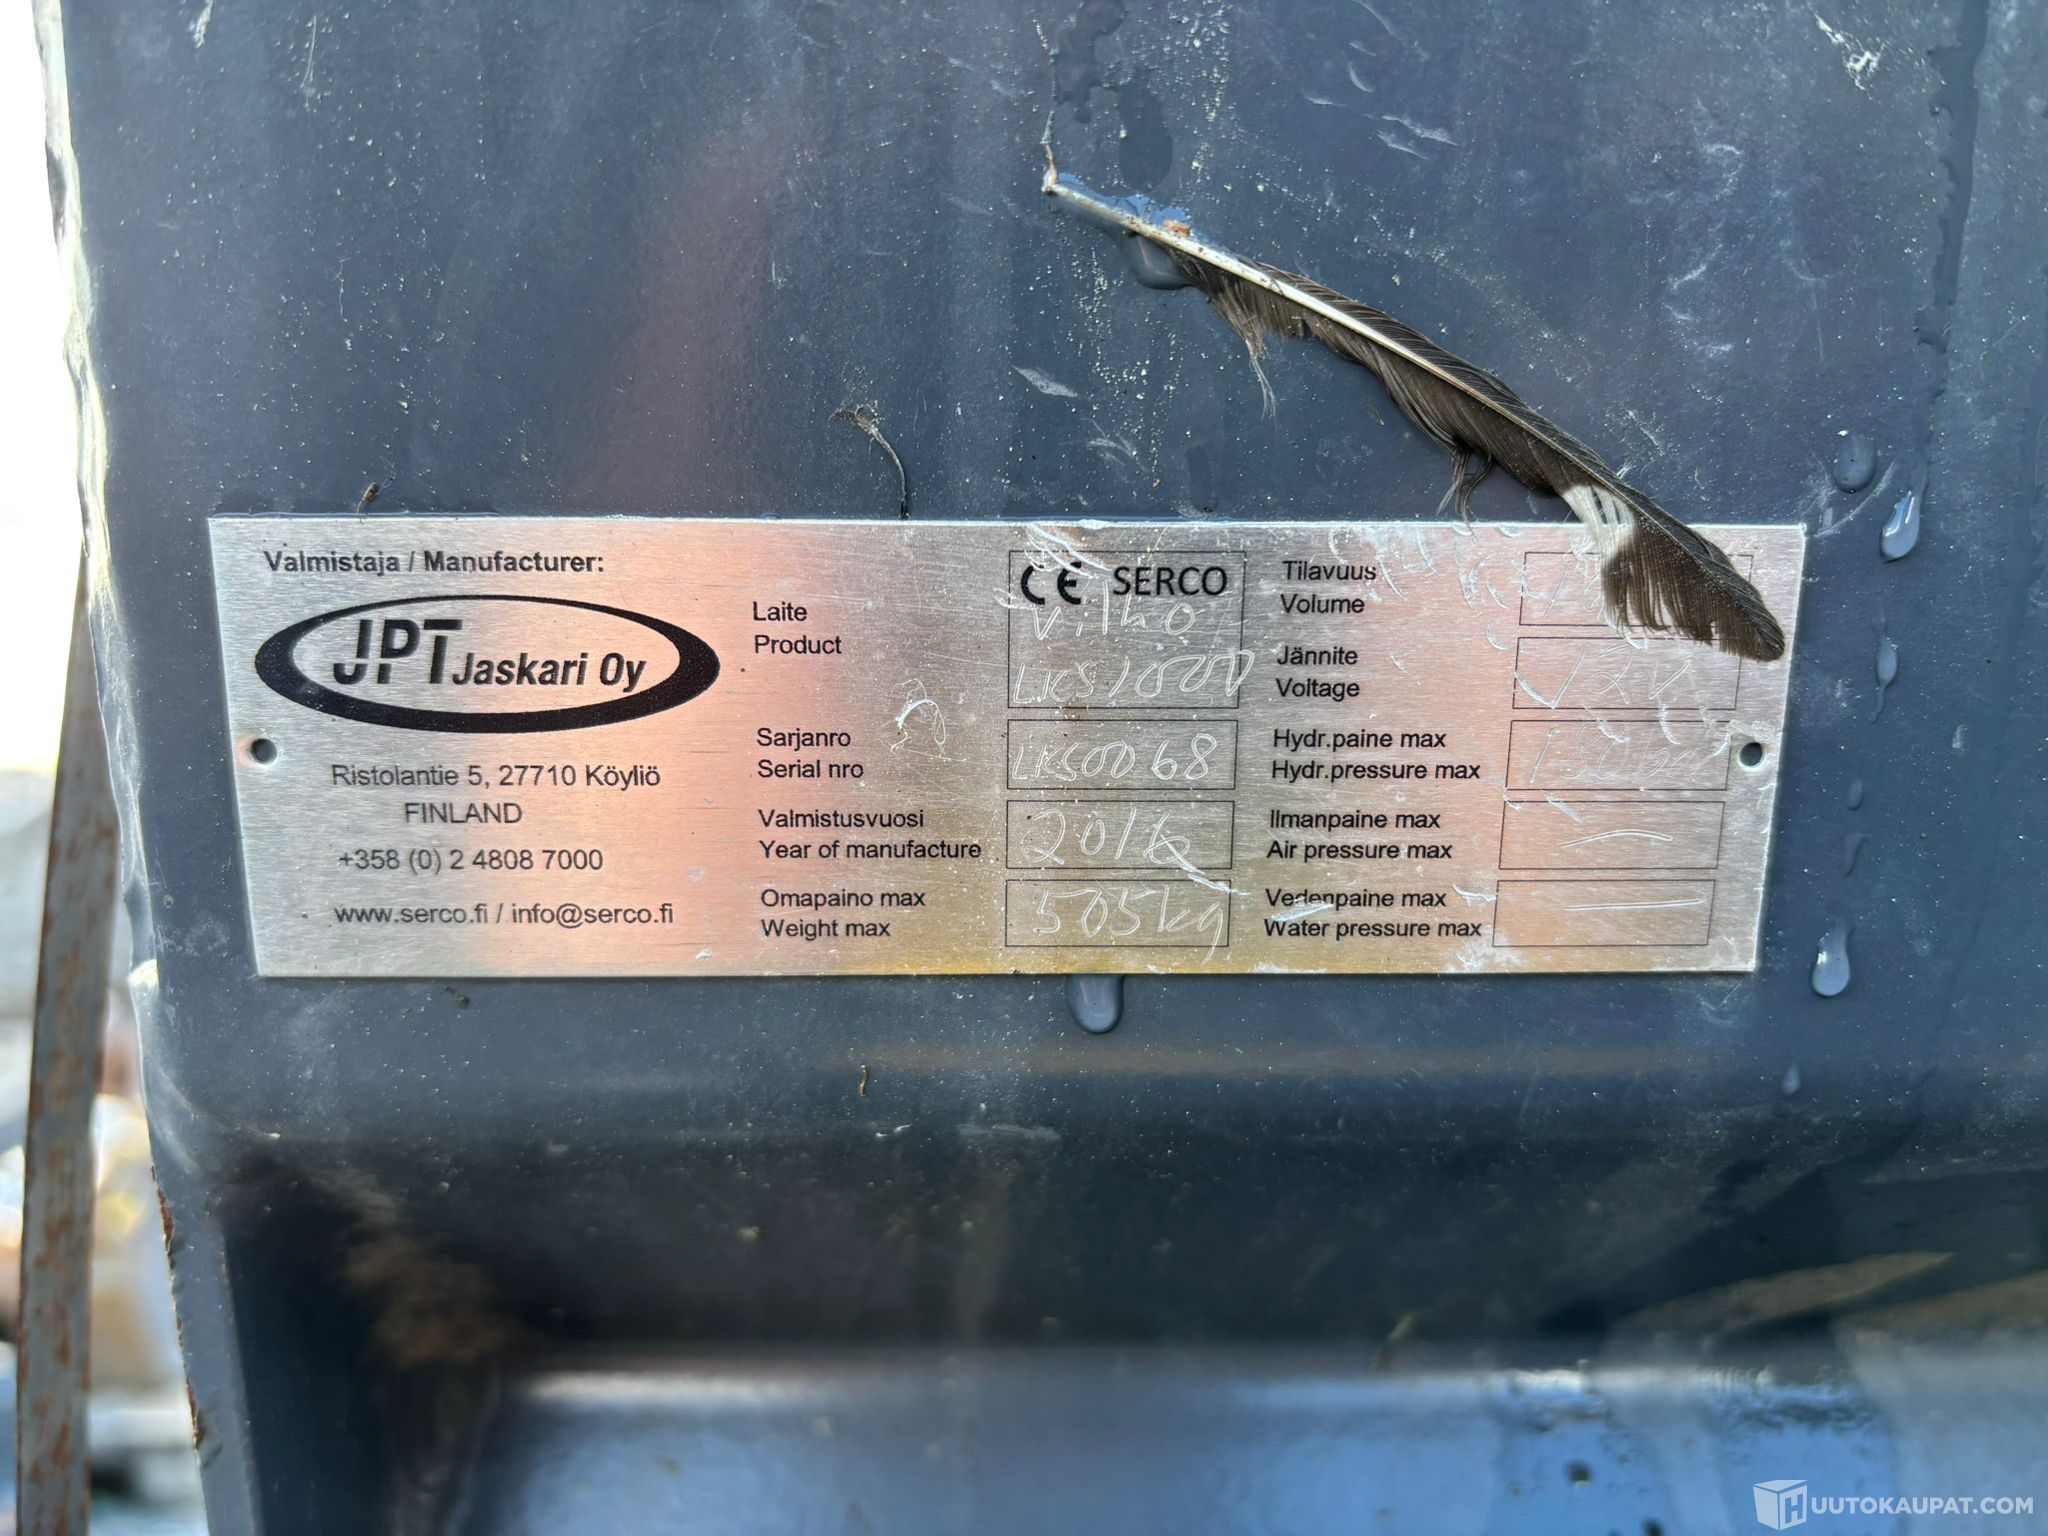 Valmistaja / Manufacturer:
JPT Jaskari Oy
Ristolantie 5, 27710 Köyliö
FINLAND
+358 (0) 2 4808 7000
www.serco.fi / info@serco.fi
Laite
Product
CE SERCO
Vilho
LKS1000V
Sarjanro
Serial nro
LKS0068
Valmistusvuosi
Year of manufacture
2016
Omapaino max
Weight max
505kg
Tilavuus
Volume
Jännite
Voltage
12V
Hydr.paine max
Hydr.pressure max
Ilmanpaine max
Air pressure max
—
Vedenpaine max
Water pressure max
—
HUUTOKAUPAT.COM